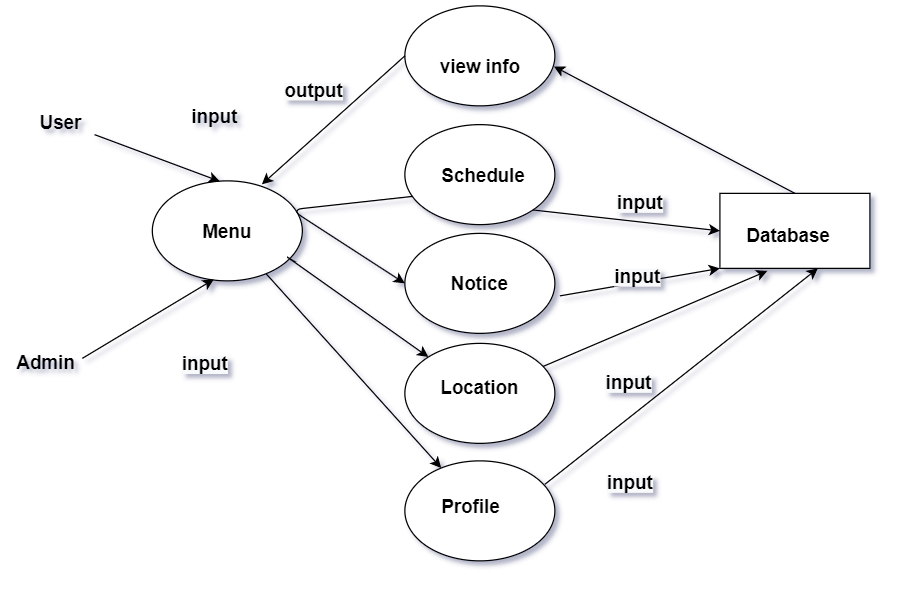 view info
output
input
User
Schedule
input
Menu
Database
Notice
input
Admin
input
Location
input
Profile
input